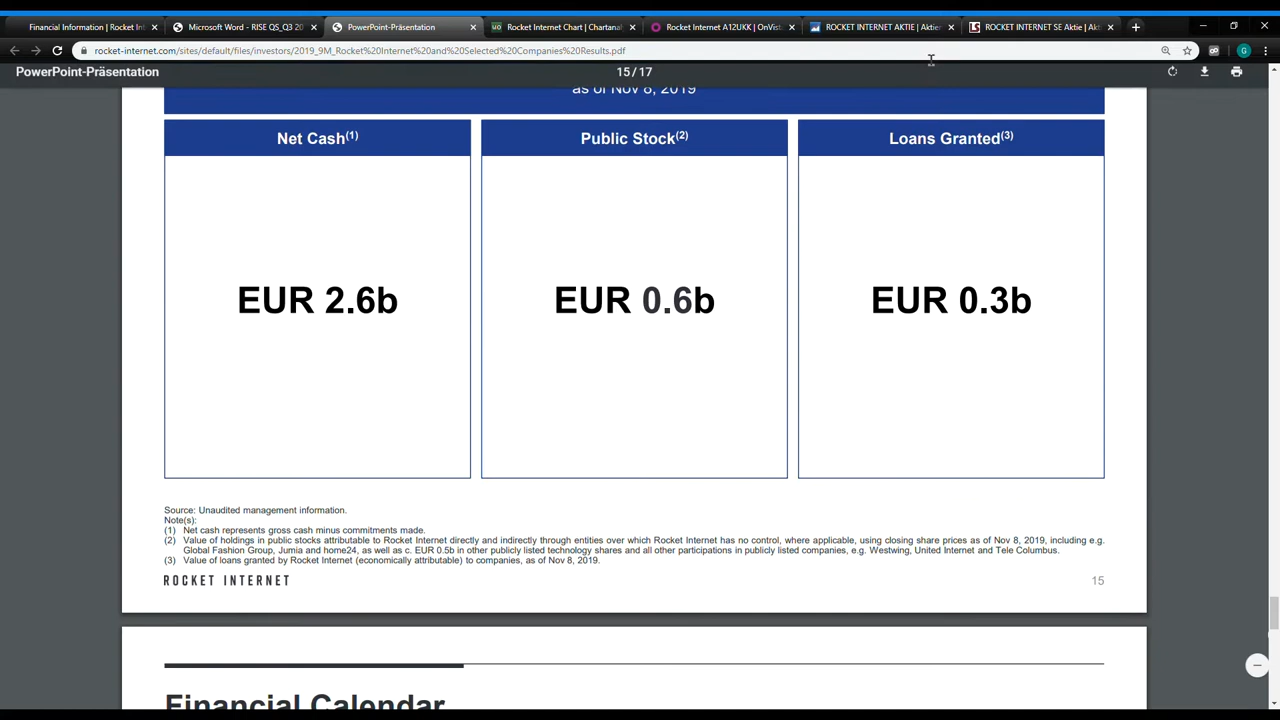 Financial Information | Rocket Int
Microsoft Word - RISE QS_Q3 20
PowerPoint-Präsentation
Rocket Internet Chart | Chartanal
Rocket Internet A12UKK | OnVista
ROCKET INTERNET AKTIE | Aktien
ROCKET INTERNET SE Aktie | Akt
rocket-internet.com/sites/default/files/investors/2019_9M_Rocket%20Internet%20and%20Selected%20Companies%20Results.pdf
G
PowerPoint-Präsentation
15 / 17
as of Nov 8, 2019
Net Cash(1)
Public Stock(2)
Loans Granted(3)
EUR 2.6b
EUR 0.6b
EUR 0.3b
Source: Unaudited management information.
Note(s):
(1) Net cash represents gross cash minus commitments made.
(2) Value of holdings in public stocks attributable to Rocket Internet directly and indirectly through entities over which Rocket Internet has no control, where applicable, using closing share prices as of Nov 8, 2019, including e.g.
Global Fashion Group, Jumia and home24, as well as c. EUR 0.5b in other publicly listed technology shares and all other participations in publicly listed companies, e.g. Westwing, United Internet and Tele Columbus.
(3) Value of loans granted by Rocket Internet (economically attributable) to companies, as of Nov 8, 2019.
ROCKET INTERNET
15
Financial Calendar